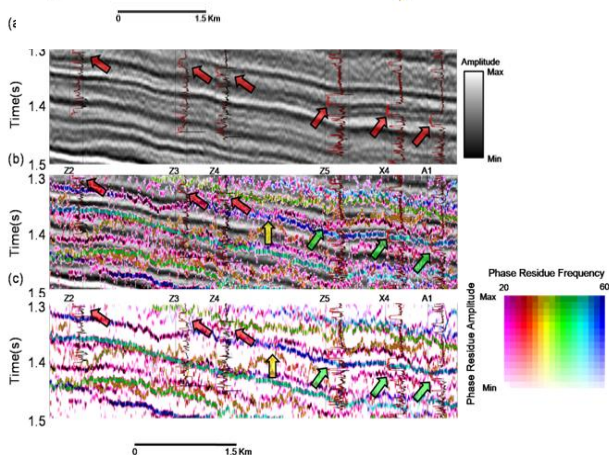 1.5 Km
(a
1.3
1.4
1.5
Time(s)
Amplitude
Max
Min
(b)
Z2
Z3
Z4
Z5
X4
A1
1.3
1.4
1.5
Time(s)
(c)
Z2
Z3
Z4
Z5
X4
A1
1.3
1.4
1.5
Time(s)
Phase Residue Frequency
20
60
Max
Min
Phase Residue Amplitude
1.5 Km